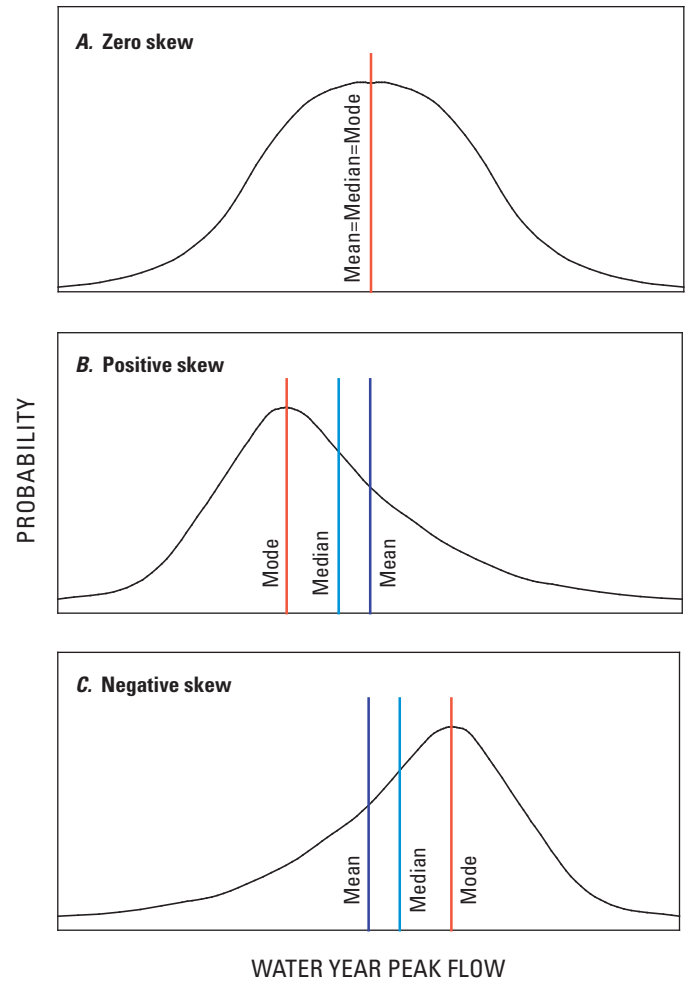 A. Zero skew
Mean=Median=Mode
B. Positive skew
Mode
Median
Mean
C. Negative skew
Mean
Median
Mode
PROBABILITY
WATER YEAR PEAK FLOW